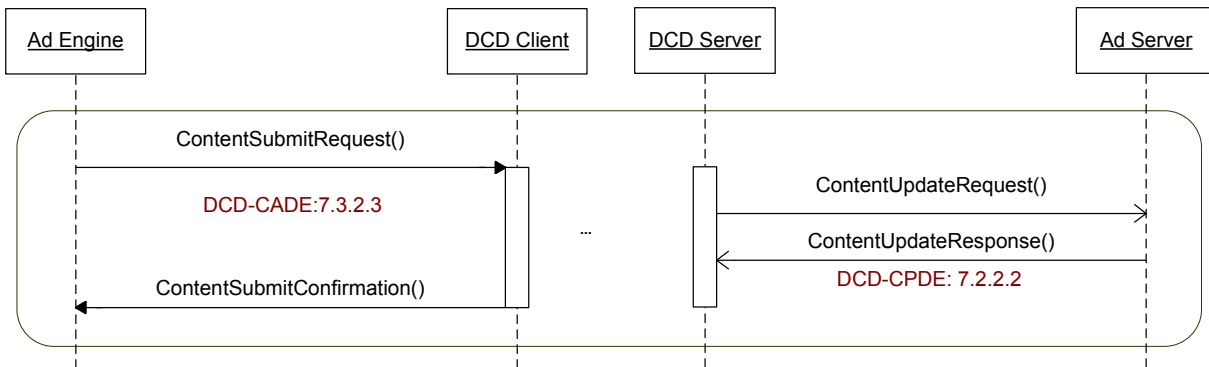 Ad Engine
DCD Client
DCD Server
Ad Server
ContentSubmitRequest()
DCD-CADE:7.3.2.3
ContentUpdateRequest()
...
ContentUpdateResponse()
DCD-CPDE: 7.2.2.2
ContentSubmitConfirmation()